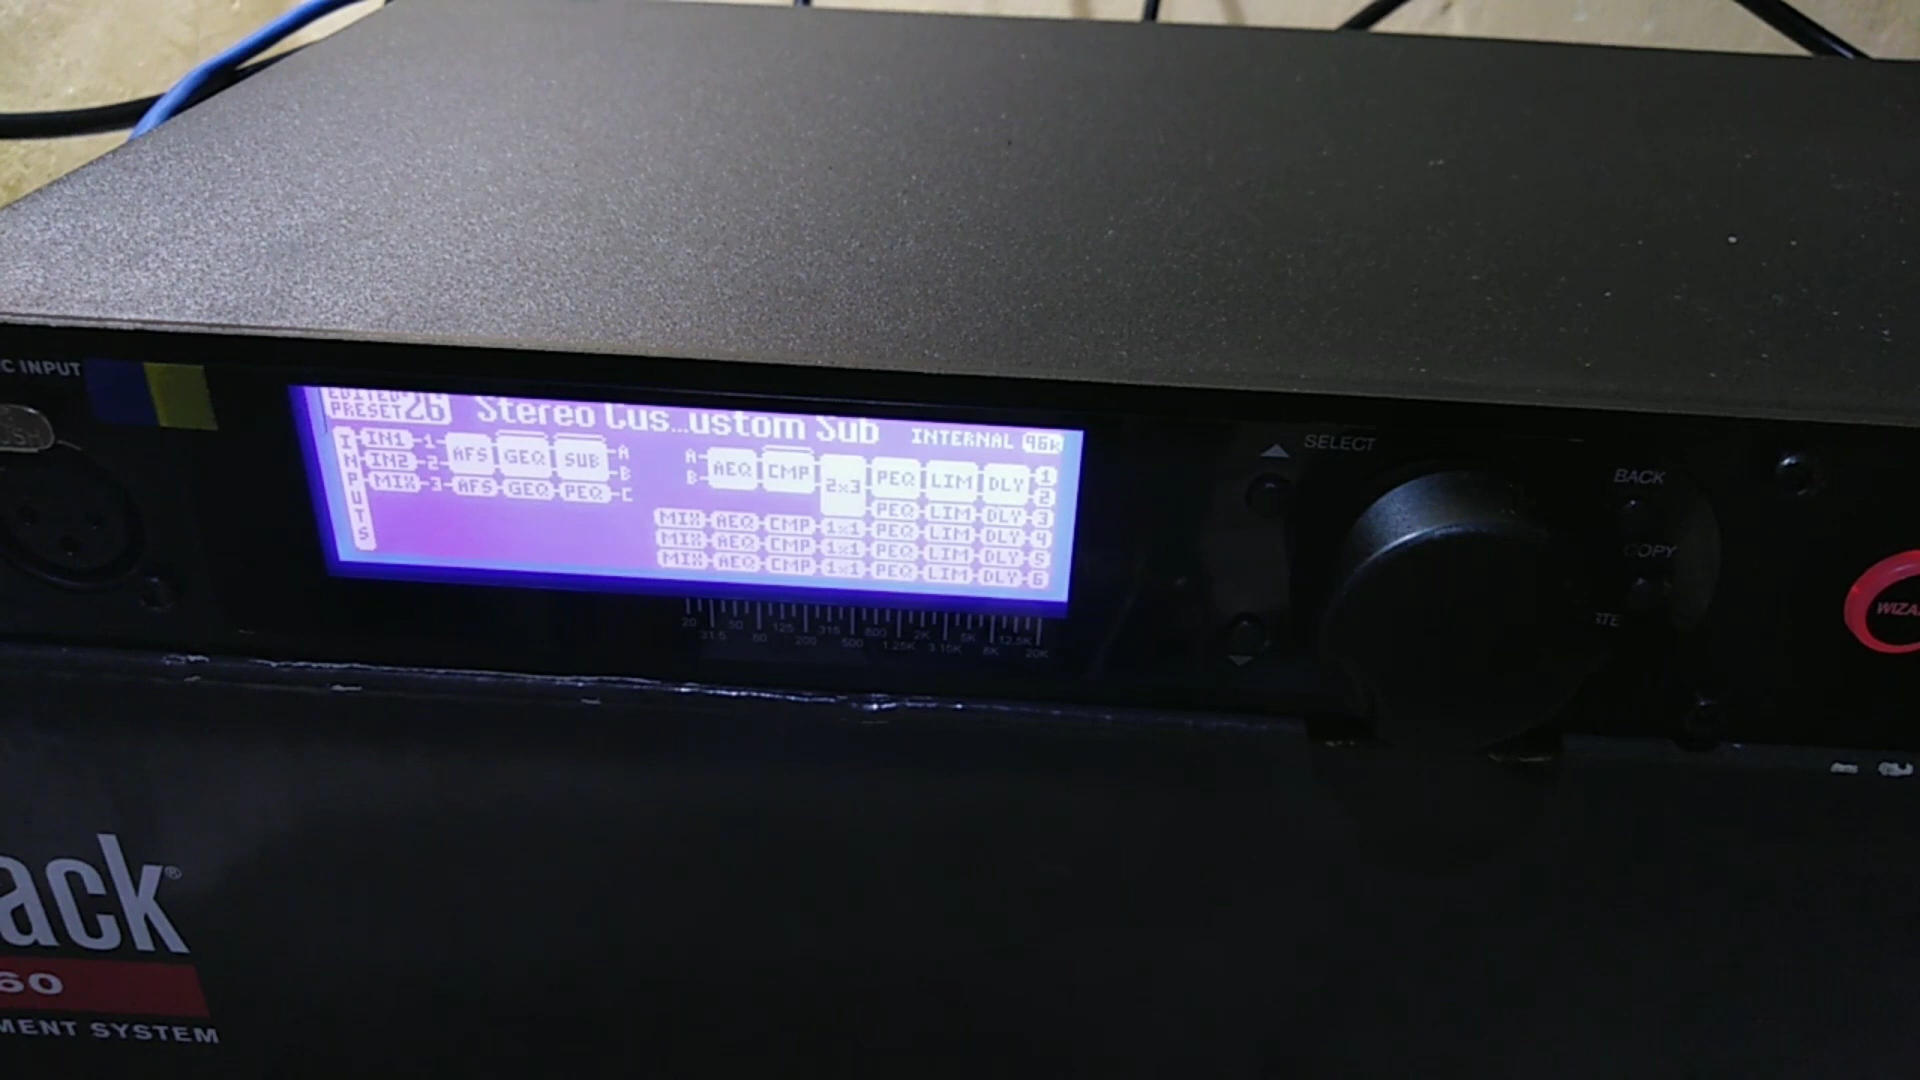 C INPUT
EDITED
PRESET 26 Stereo Cus...ustom Sub INTERNAL 96k
INPUTS
IN1 1 AFS GEQ SUB A
IN2 2 B
MIX 3 AFS GEQ PEQ C
A AEQ CMP 2x3 PEQ LIM DLY 1
B 2
PEQ LIM DLY 3
MIX AEQ CMP 1x1 PEQ LIM DLY 4
MIX AEQ CMP 1x1 PEQ LIM DLY 5
MIX AEQ CMP 1x1 PEQ LIM DLY 6
20 50 125 315 800 2K 5K 12.5K
31.5 80 200 500 1.25K 3.15K 8K 20K
SELECT
BACK
COPY
WIZA
ack®
60
MENT SYSTEM